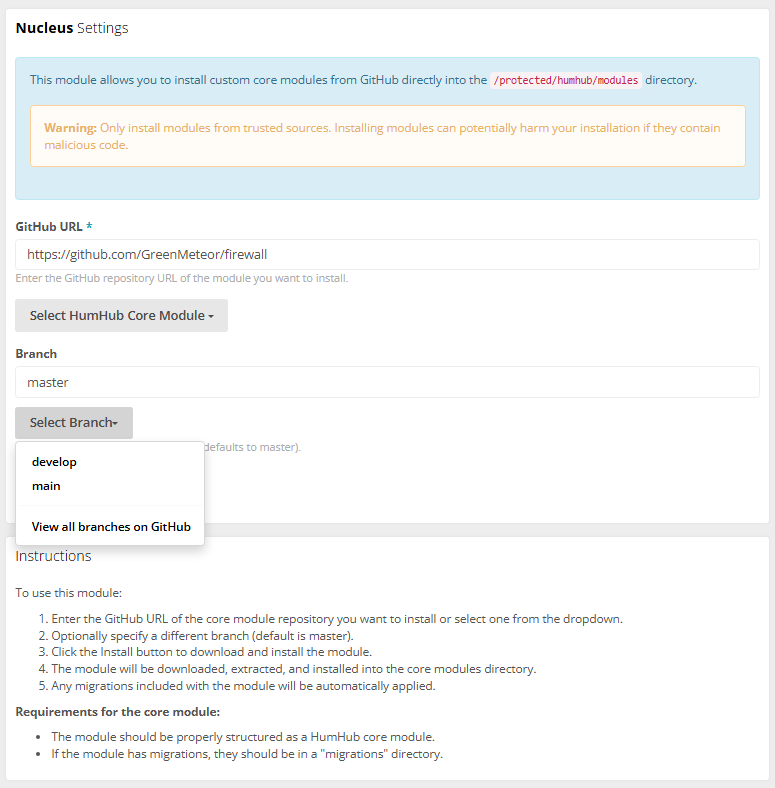 Nucleus Settings
This module allows you to install custom core modules from GitHub directly into the /protected/humhub/modules directory.
Warning: Only install modules from trusted sources. Installing modules can potentially harm your installation if they contain
malicious code.
GitHub URL *
https://github.com/GreenMeteor/firewall
Enter the GitHub repository URL of the module you want to install.
Select HumHub Core Module
Branch
master
Select Branch
defaults to master).
develop
main
View all branches on GitHub
Instructions
To use this module:
1. Enter the GitHub URL of the core module repository you want to install or select one from the dropdown.
2. Optionally specify a different branch (default is master).
3. Click the Install button to download and install the module.
4. The module will be downloaded, extracted, and installed into the core modules directory.
5. Any migrations included with the module will be automatically applied.
Requirements for the core module:
• The module should be properly structured as a HumHub core module.
• If the module has migrations, they should be in a "migrations" directory.